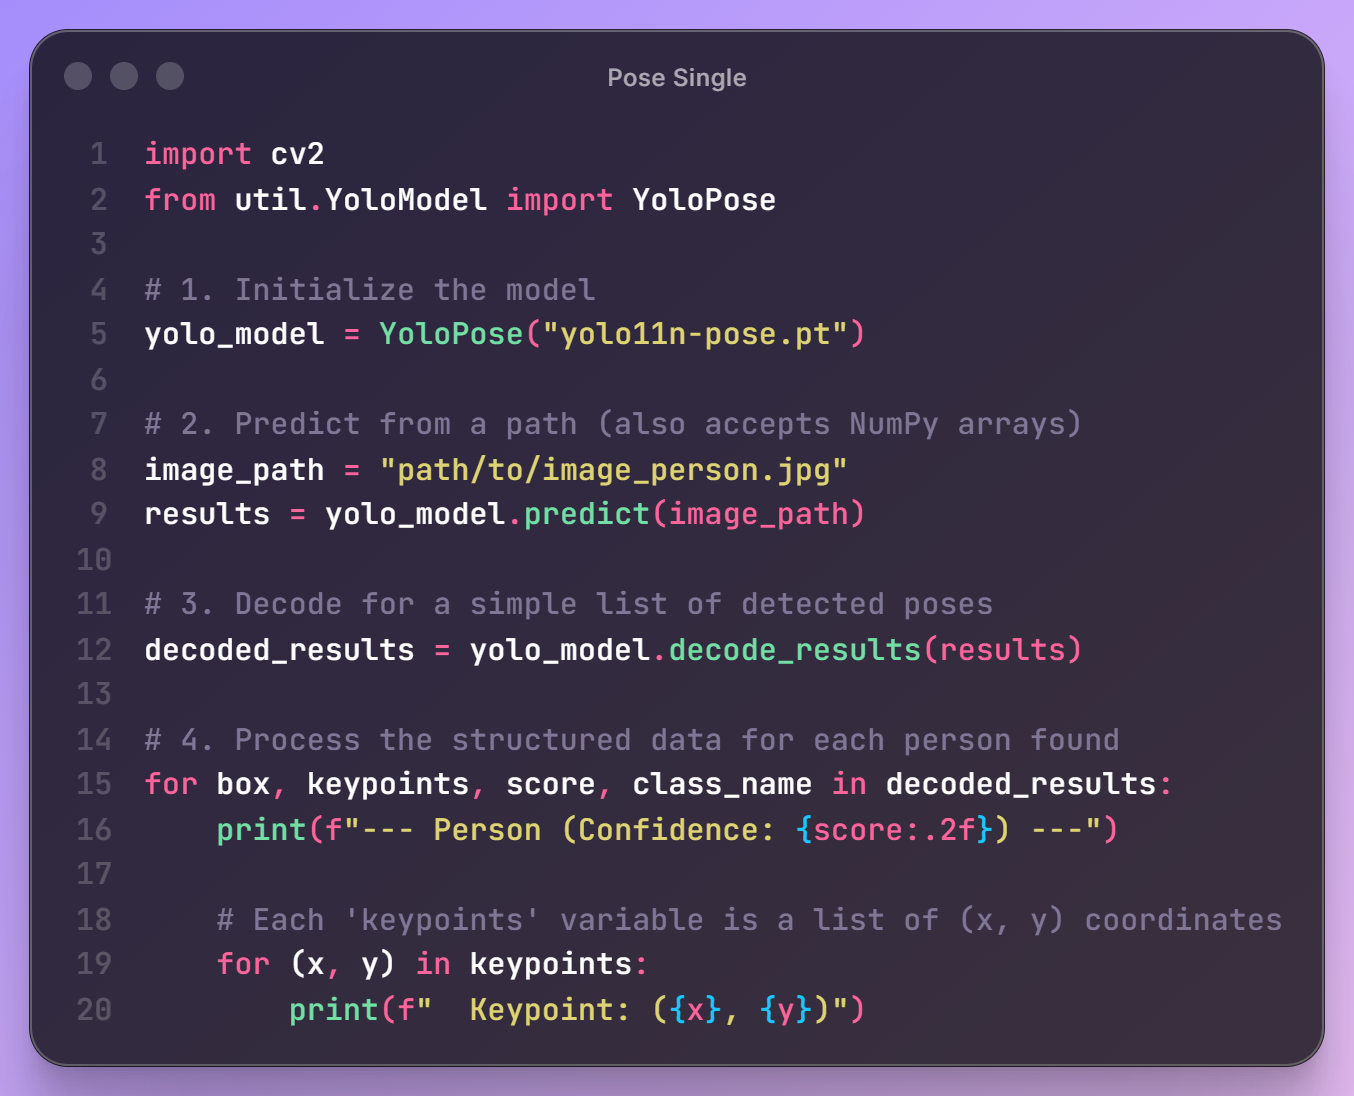 Pose Single
1 import cv2
2 from util.YoloModel import YoloPose
3
4 # 1. Initialize the model
5 yolo_model = YoloPose("yolo11n-pose.pt")
6
7 # 2. Predict from a path (also accepts NumPy arrays)
8 image_path = "path/to/image_person.jpg"
9 results = yolo_model.predict(image_path)
10
11 # 3. Decode for a simple list of detected poses
12 decoded_results = yolo_model.decode_results(results)
13
14 # 4. Process the structured data for each person found
15 for box, keypoints, score, class_name in decoded_results:
16     print(f"--- Person (Confidence: {score:.2f}) ---")
17
18     # Each 'keypoints' variable is a list of (x, y) coordinates
19     for (x, y) in keypoints:
20         print(f"  Keypoint: ({x}, {y})")